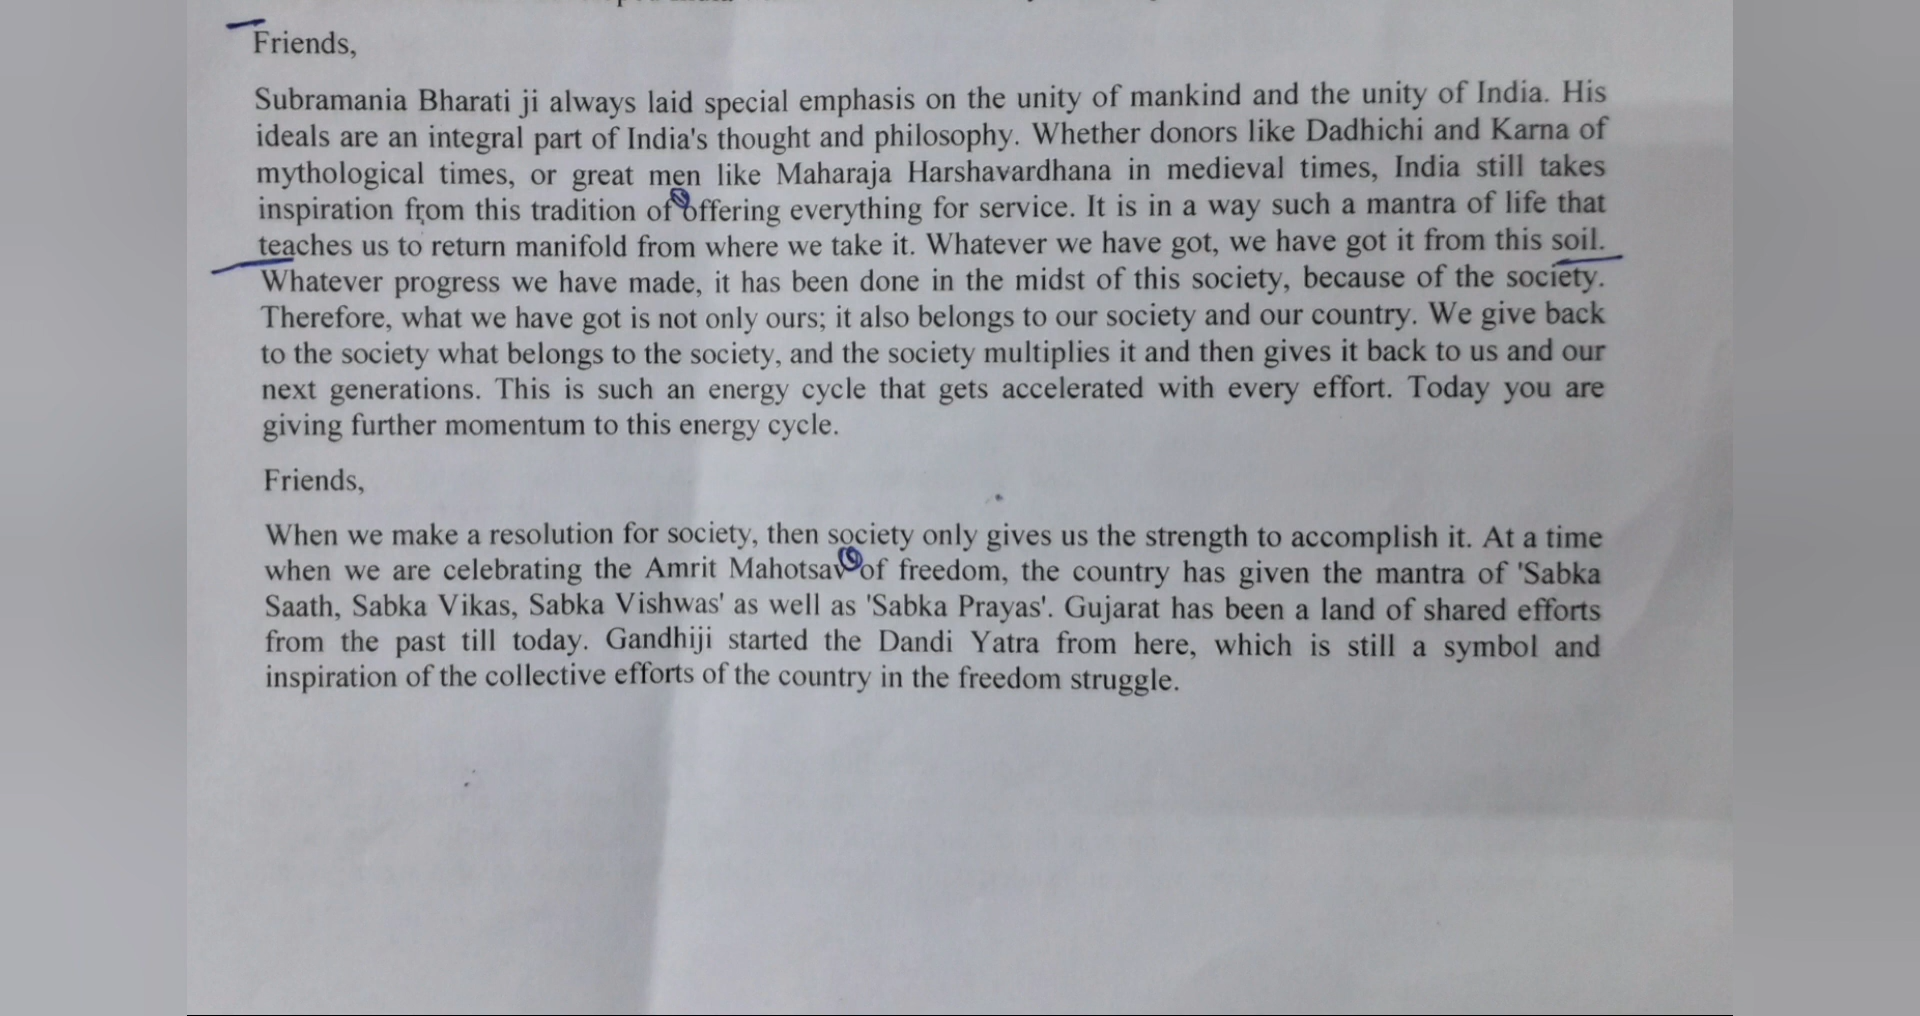 Friends,
Subramania Bharati ji always laid special emphasis on the unity of mankind and the unity of India. His
ideals are an integral part of India's thought and philosophy. Whether donors like Dadhichi and Karna of
mythological times, or great men like Maharaja Harshavardhana in medieval times, India still takes
inspiration from this tradition of offering everything for service. It is in a way such a mantra of life that
teaches us to return manifold from where we take it. Whatever we have got, we have got it from this soil.
Whatever progress we have made, it has been done in the midst of this society, because of the society.
Therefore, what we have got is not only ours; it also belongs to our society and our country. We give back
to the society what belongs to the society, and the society multiplies it and then gives it back to us and our
next generations. This is such an energy cycle that gets accelerated with every effort. Today you are
giving further momentum to this energy cycle.
Friends,
When we make a resolution for society, then society only gives us the strength to accomplish it. At a time
when we are celebrating the Amrit Mahotsav of freedom, the country has given the mantra of 'Sabka
Saath, Sabka Vikas, Sabka Vishwas' as well as 'Sabka Prayas'. Gujarat has been a land of shared efforts
from the past till today. Gandhiji started the Dandi Yatra from here, which is still a symbol and
inspiration of the collective efforts of the country in the freedom struggle.